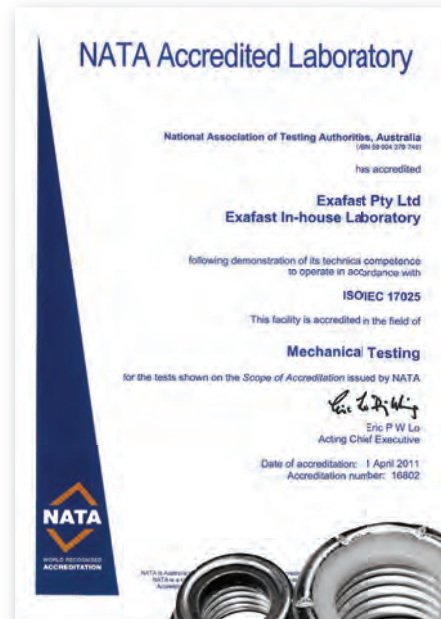 NATA Accredited Laboratory
National Association of Testing Authorities, Australia
has accredited
Exafast Pty Ltd
Exafast In-house Laboratory
following demonstration of its technical competence
to operate in accordance with
ISO/IEC 17025
This facility is accredited in the field of
Mechanical Testing
for the tests shown on the Scope of Accreditation issued by NATA
Eric P W Lo
Acting Chief Executive
Date of accreditation: 1 April 2011
Accreditation number: 16802
NATA
WORLD RECOGNISED
ACCREDITATION